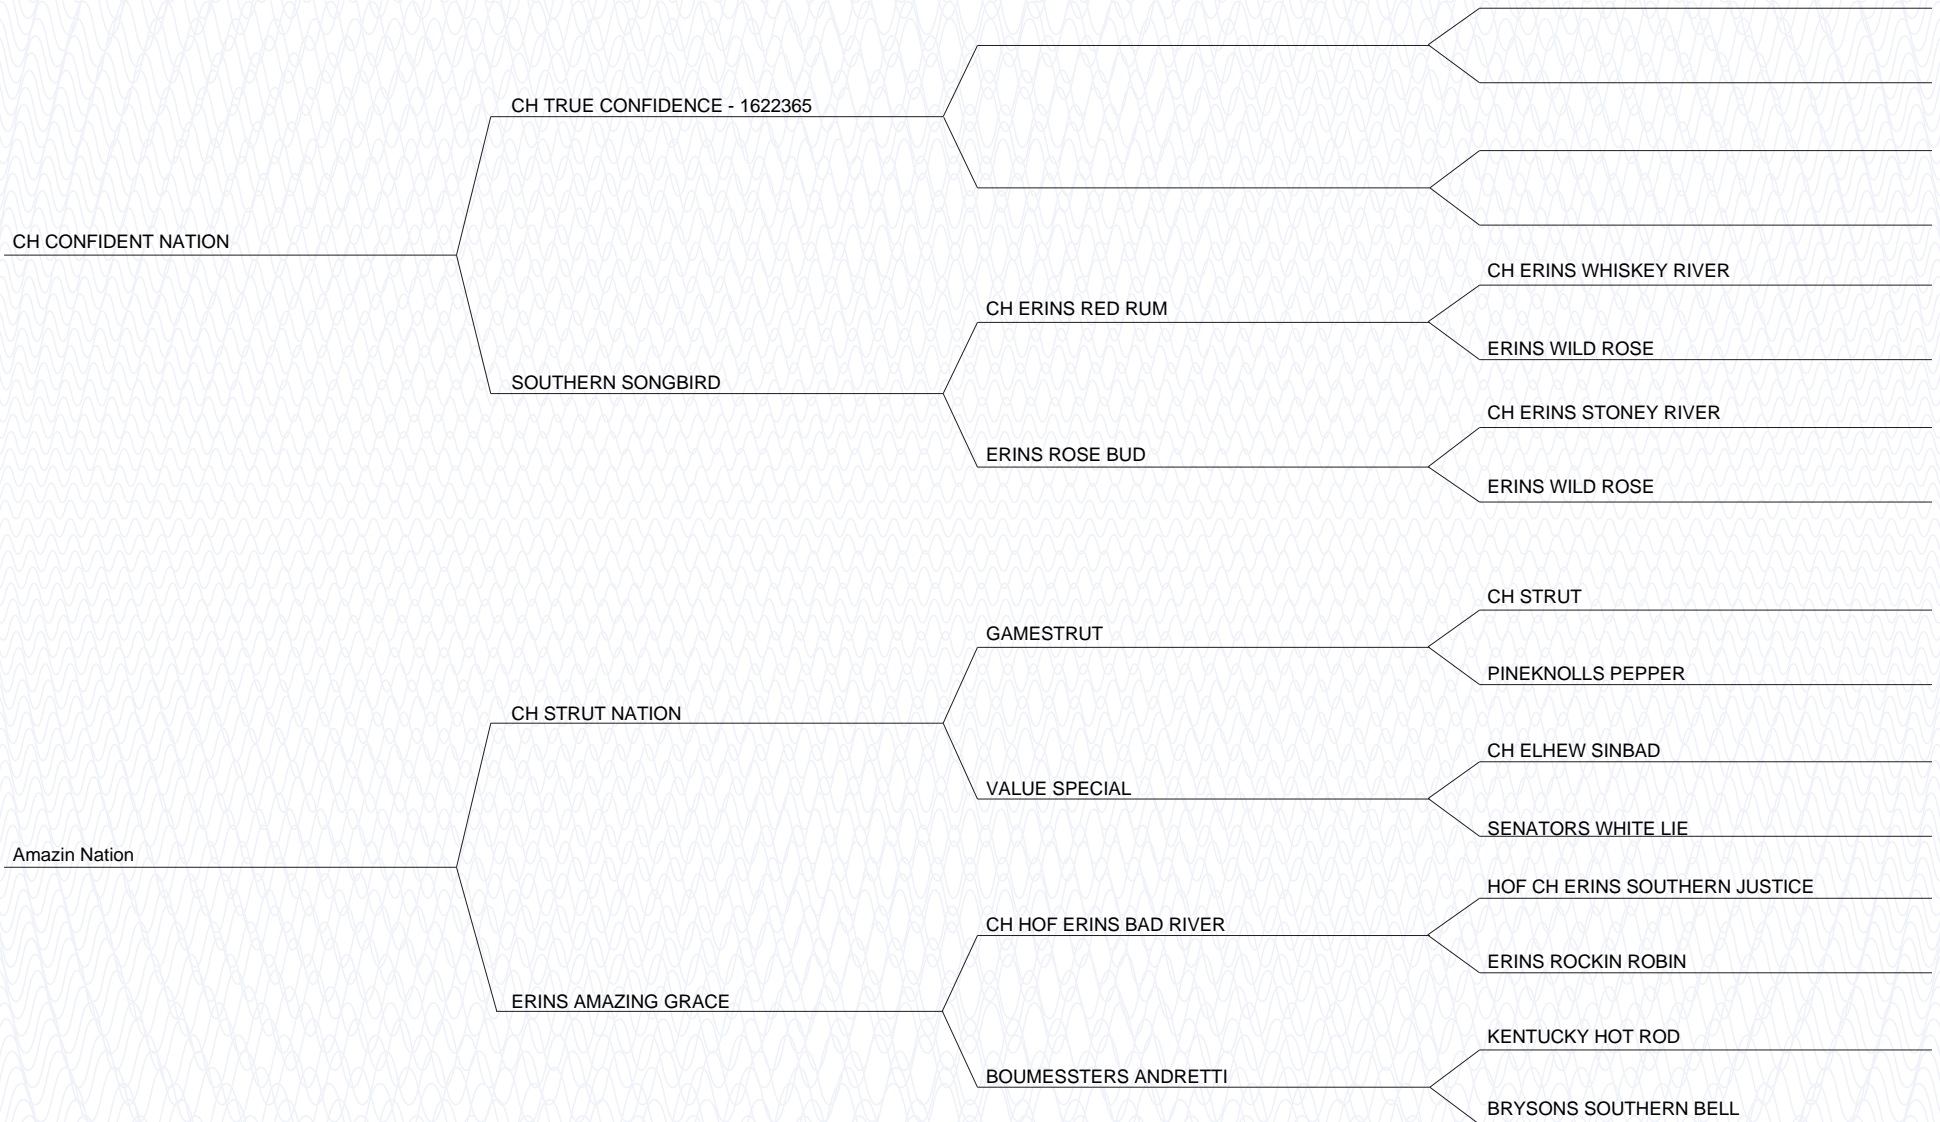 CH TRUE CONFIDENCE - 1622365
CH CONFIDENT NATION
CH ERINS WHISKEY RIVER
CH ERINS RED RUM
ERINS WILD ROSE
SOUTHERN SONGBIRD
CH ERINS STONEY RIVER
ERINS ROSE BUD
ERINS WILD ROSE
CH STRUT
GAMESTRUT
PINEKNOLLS PEPPER
CH STRUT NATION
CH ELHEW SINBAD
VALUE SPECIAL
SENATORS WHITE LIE
Amazin Nation
HOF CH ERINS SOUTHERN JUSTICE
CH HOF ERINS BAD RIVER
ERINS ROCKIN ROBIN
ERINS AMAZING GRACE
KENTUCKY HOT ROD
BOUMESSTERS ANDRETTI
BRYSONS SOUTHERN BELL